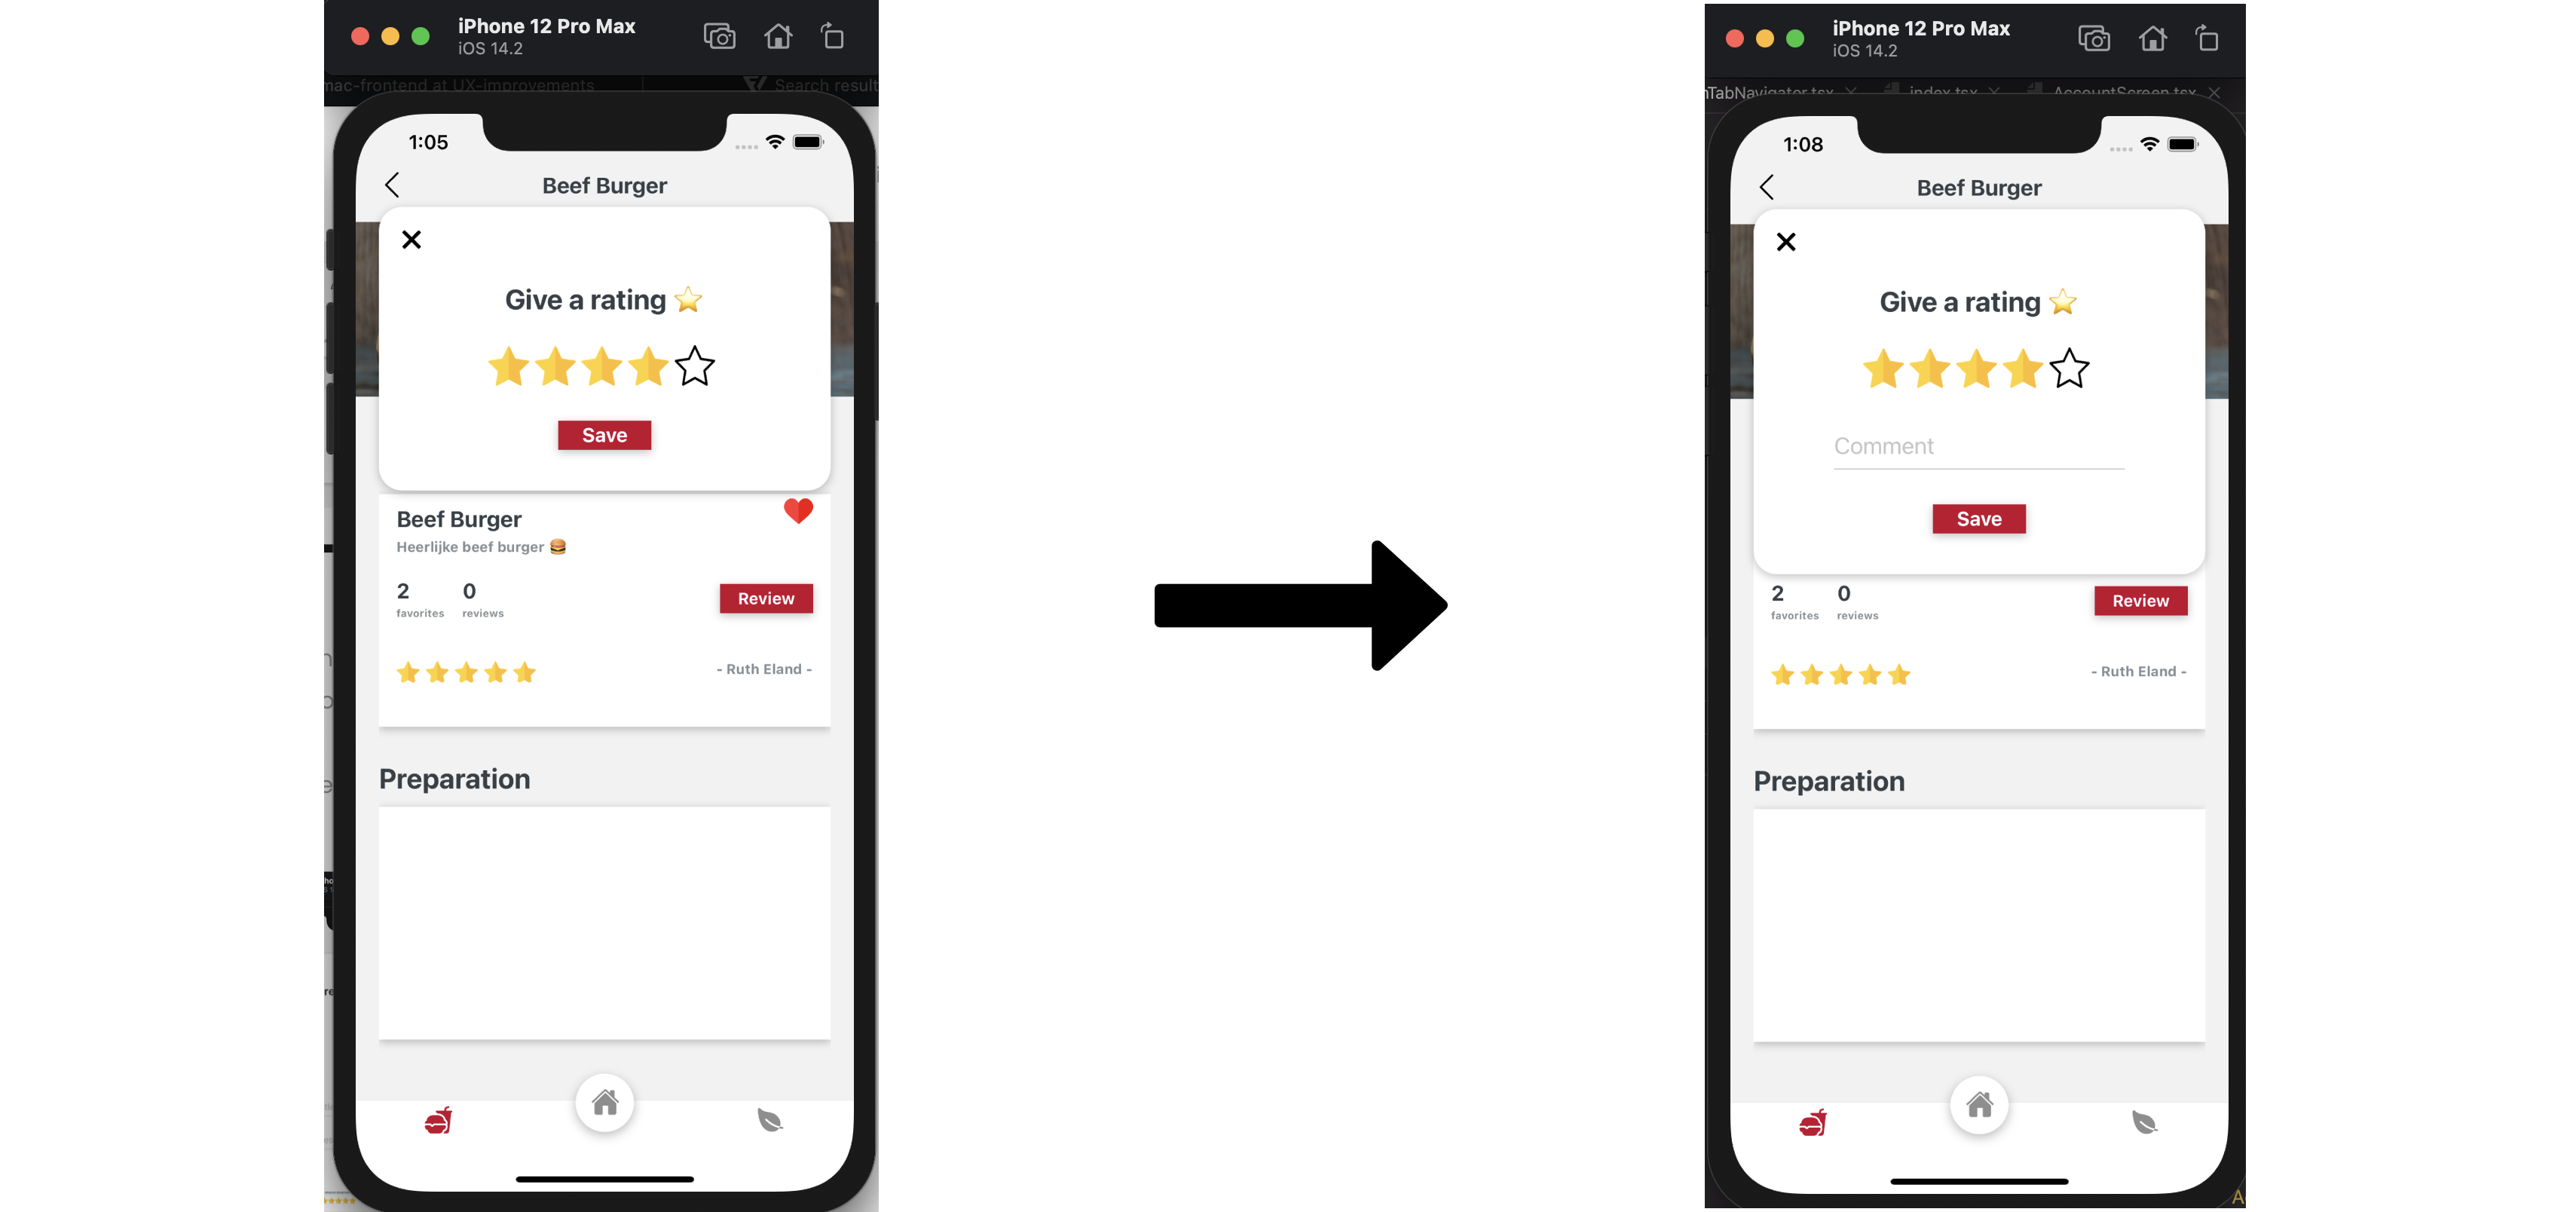 iPhone 12 Pro Max
iOS 14.2
mac-frontend at UX-improvements
Search result
1:05
Beef Burger
Give a rating ⭐
Save
Beef Burger
Heerlijke beef burger 🍔
2 0
favorites reviews
Review
- Ruth Eland -
Preparation
iPhone 12 Pro Max
iOS 14.2
nTabNavigator.tsx index.tsx AccountScreen.tsx
1:08
Beef Burger
Give a rating ⭐
Comment
Save
2 0
favorites reviews
Review
- Ruth Eland -
Preparation